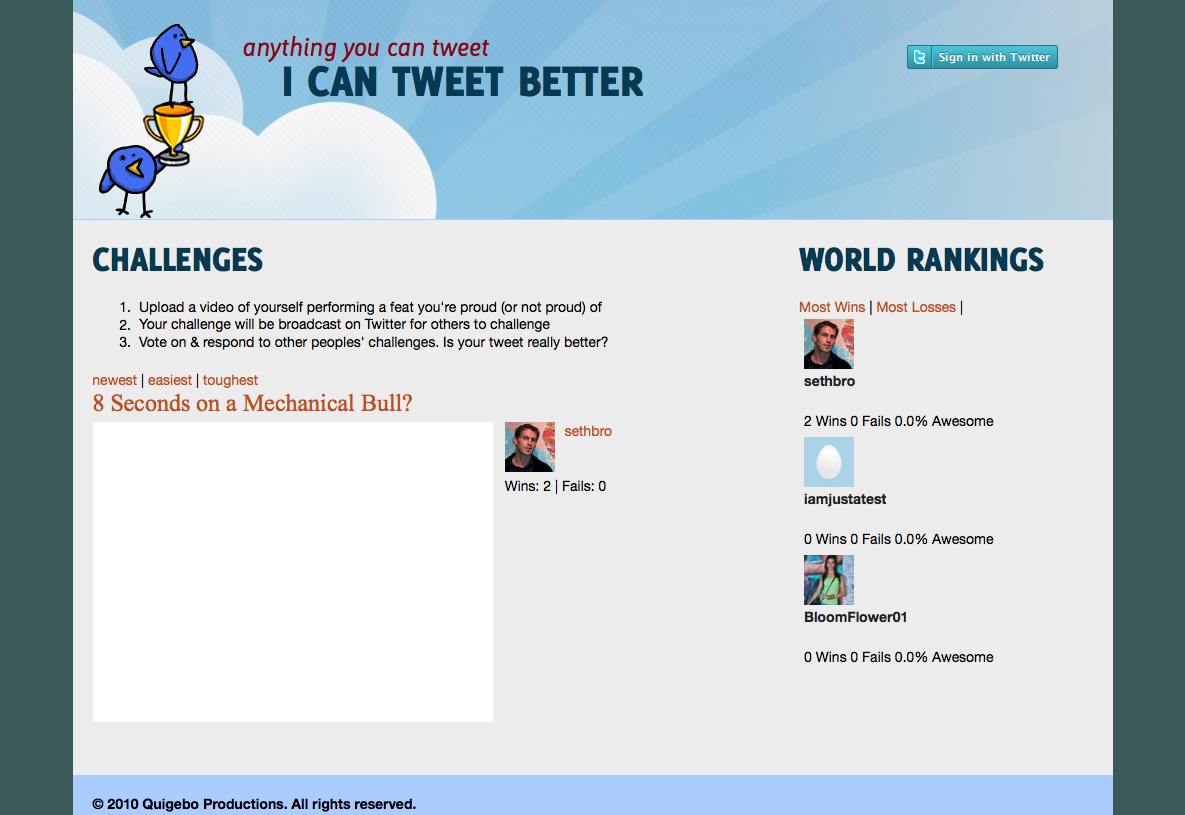 anything you can tweet
I CAN TWEET BETTER
Sign in with Twitter
CHALLENGES
1. Upload a video of yourself performing a feat you're proud (or not proud) of
2. Your challenge will be broadcast on Twitter for others to challenge
3. Vote on & respond to other peoples' challenges. Is your tweet really better?
newest | easiest | toughest
8 Seconds on a Mechanical Bull?
sethbro
Wins: 2 | Fails: 0
WORLD RANKINGS
Most Wins | Most Losses |
sethbro
2 Wins 0 Fails 0.0% Awesome
iamjustatest
0 Wins 0 Fails 0.0% Awesome
BloomFlower01
0 Wins 0 Fails 0.0% Awesome
© 2010 Quigebo Productions. All rights reserved.